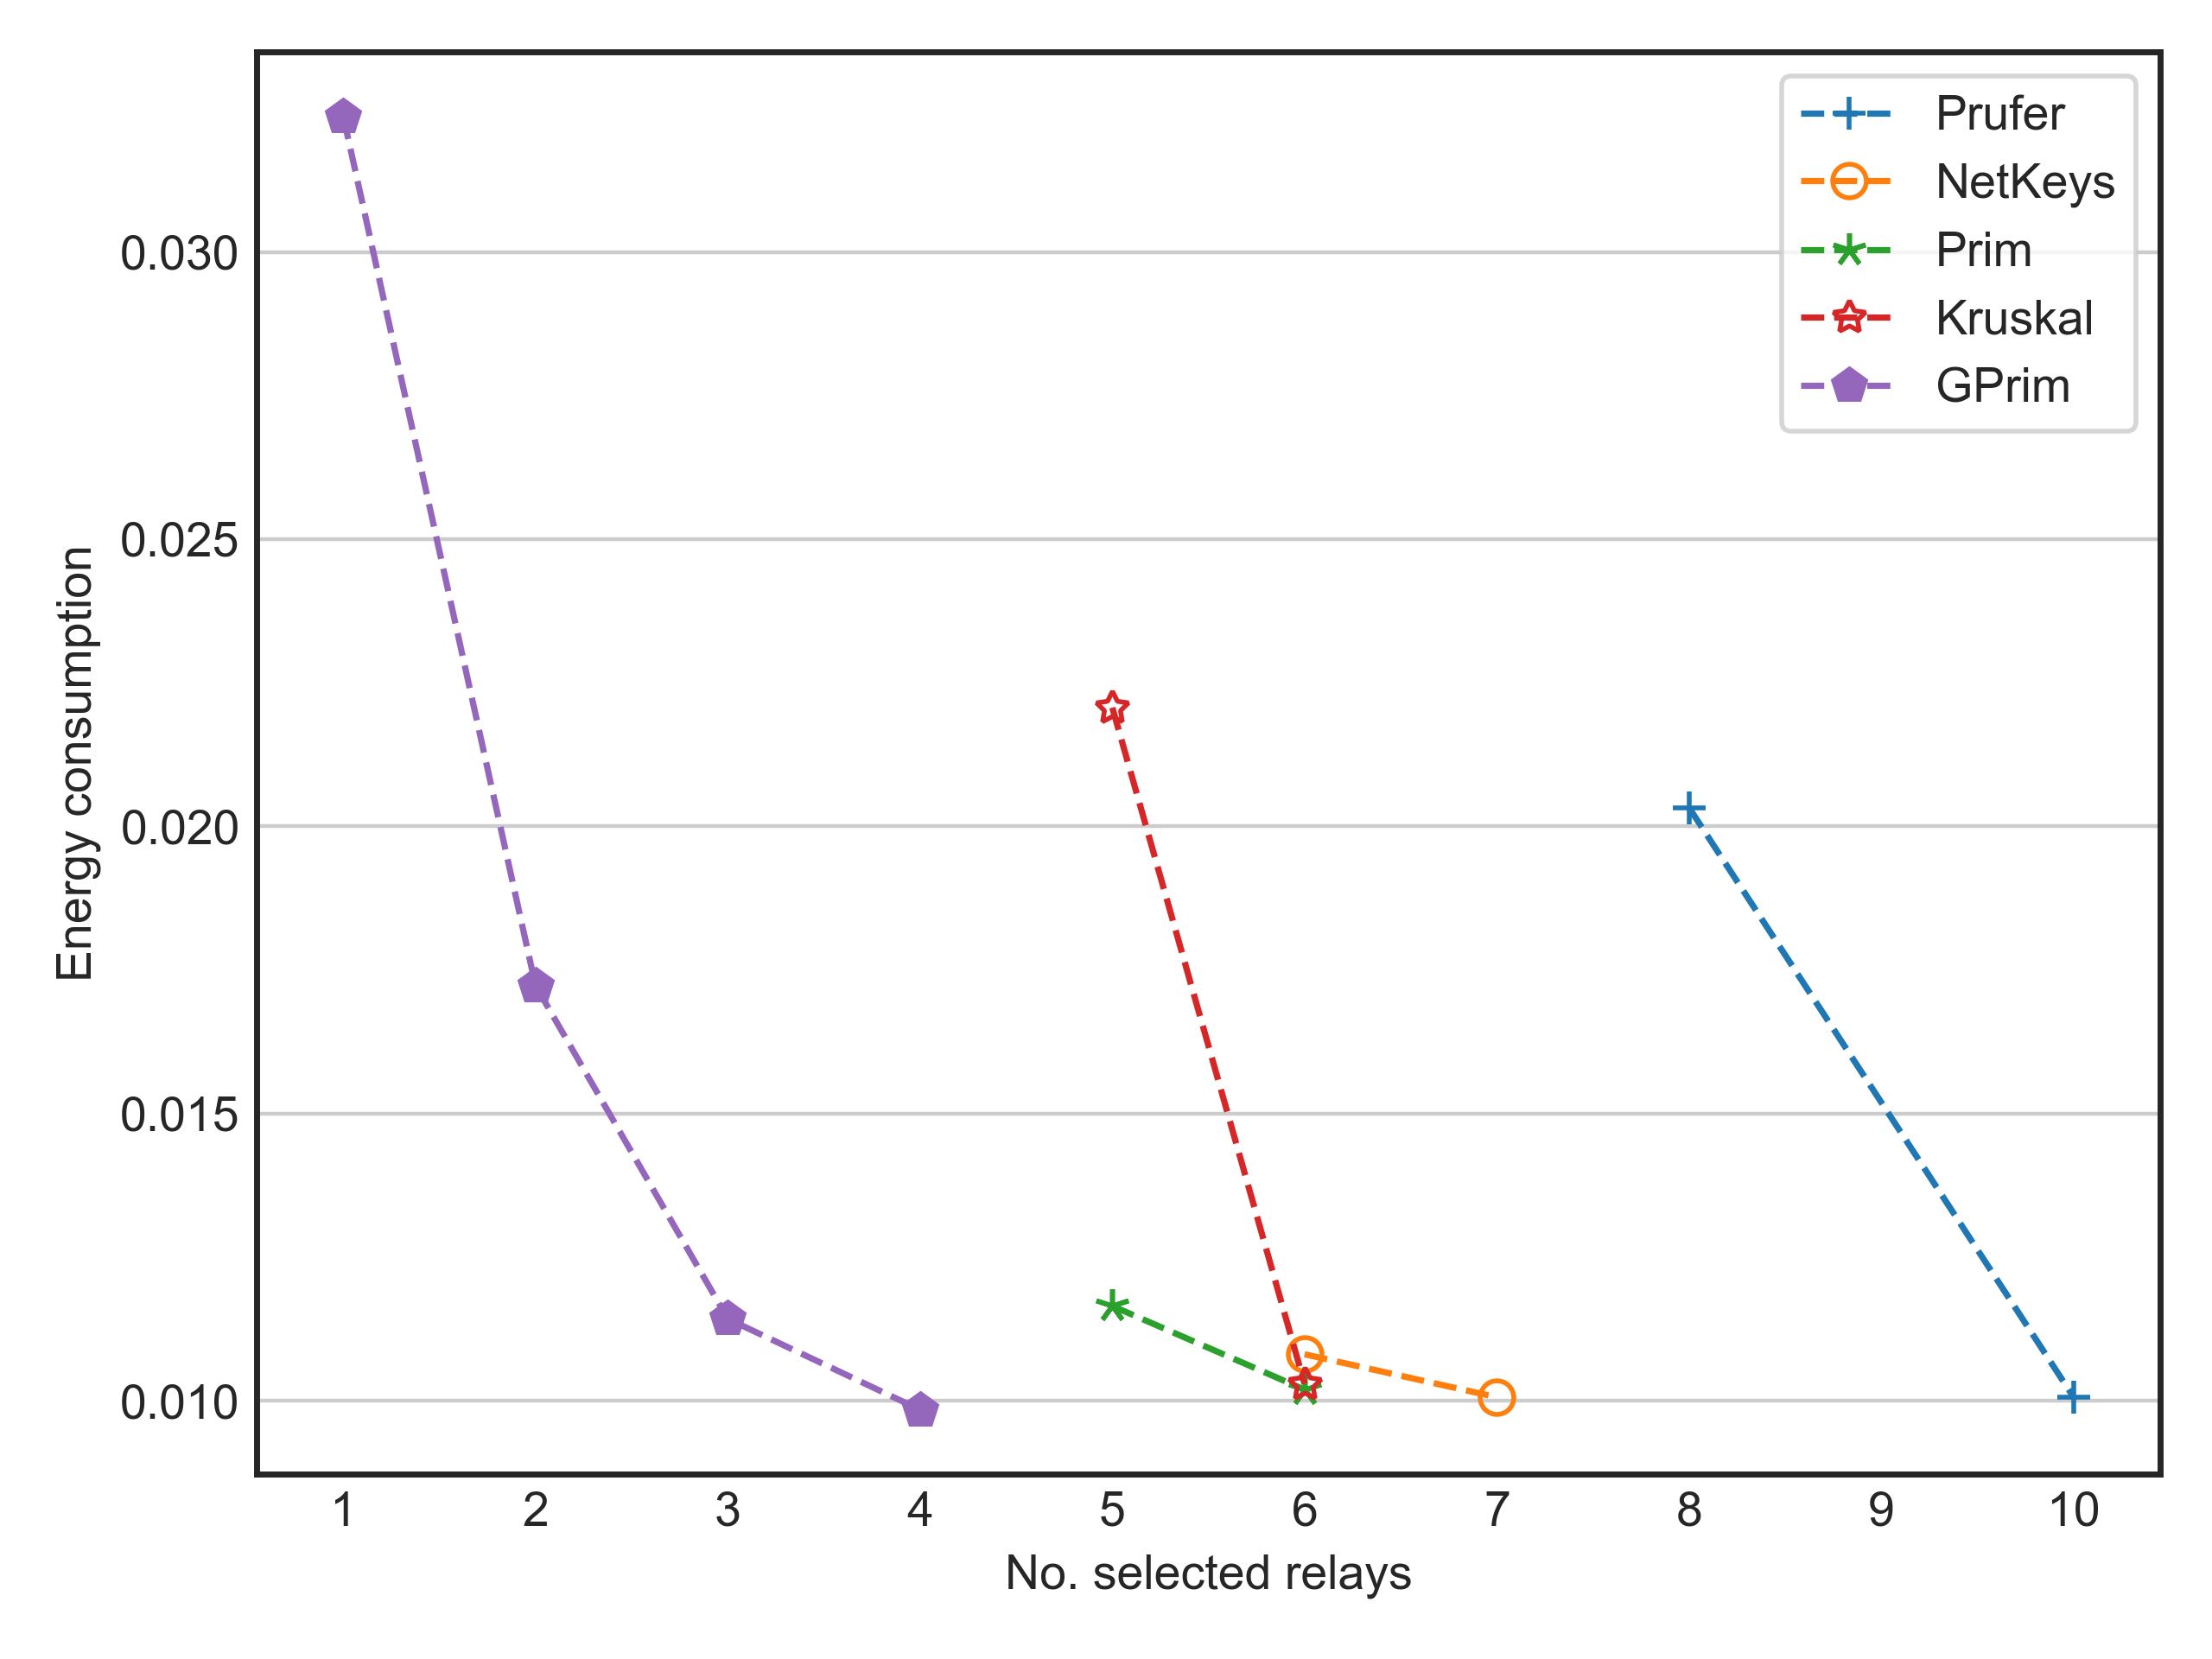 Prufer
NetKeys
Prim
Kruskal
GPrim
0.030
0.025
0.020
0.015
0.010
Energy consumption
1 2 3 4 5 6 7 8 9 10
No. selected relays